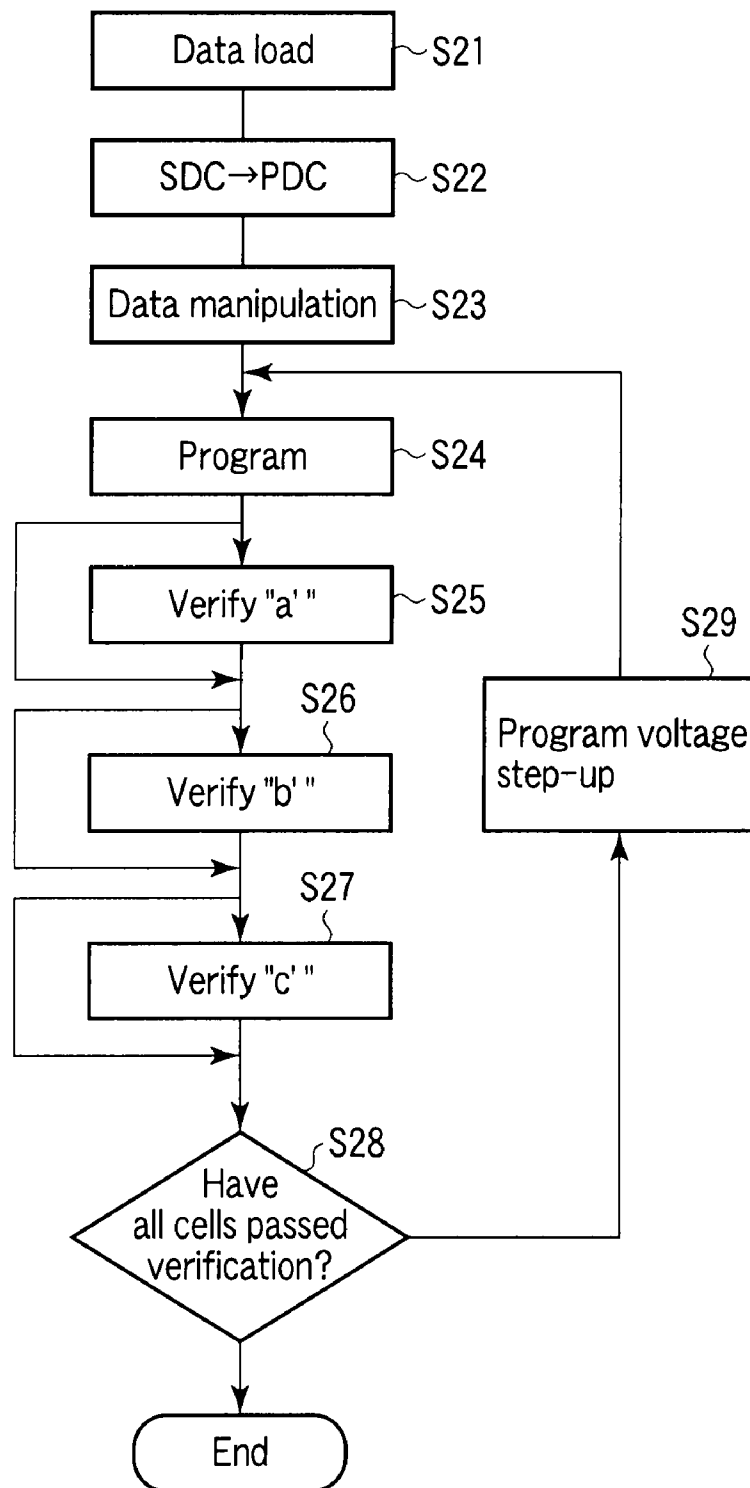 Data load
S21
SDC→PDC
S22
Data manipulation
S23
Program
S24
Verify "a' "
S25
S29
Program voltage
step-up
S26
Verify "b' "
S27
Verify "c' "
S28
Have
all cells passed
verification?
End